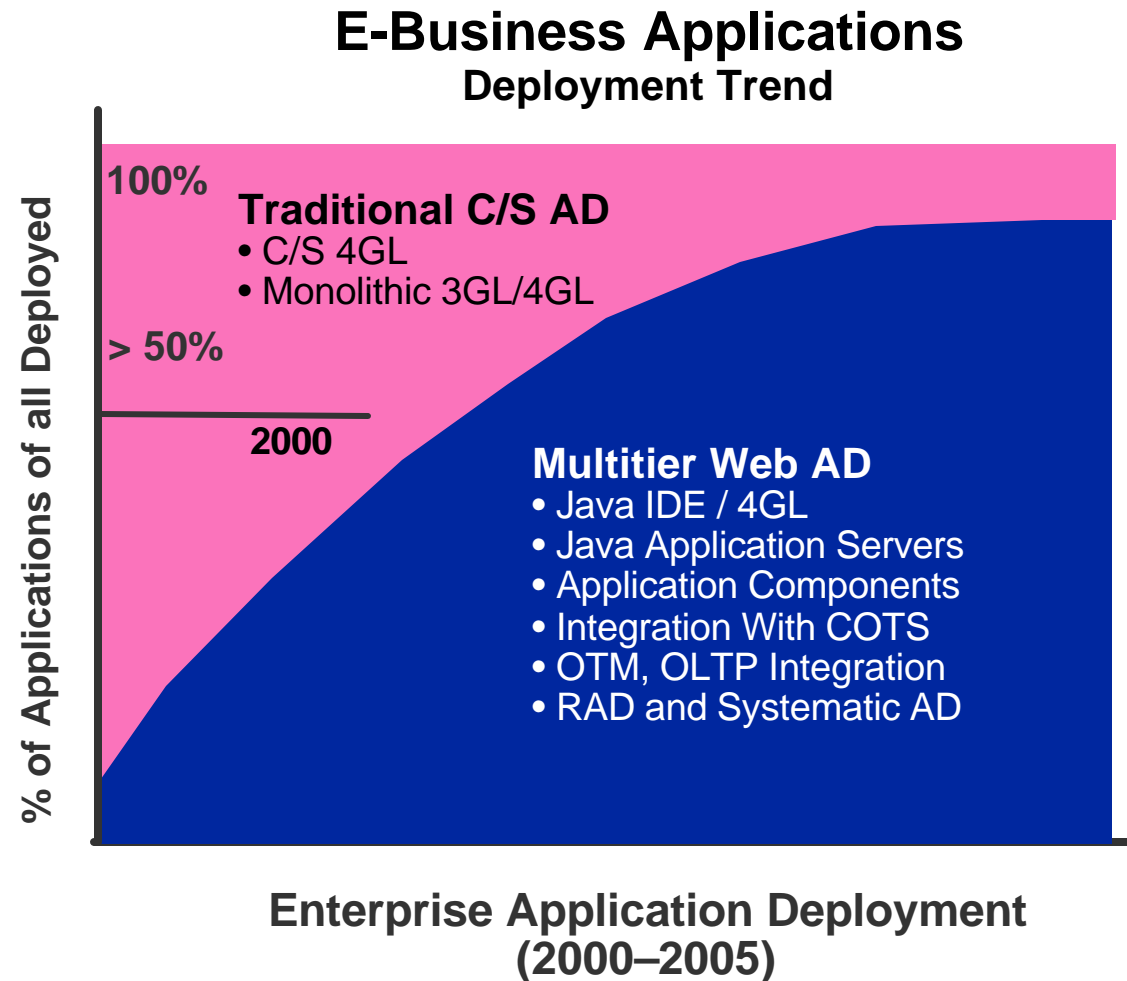 E-Business Applications
Deployment Trend
% of Applications of all Deployed
100%
Traditional C/S AD
• C/S 4GL
• Monolithic 3GL/4GL
> 50%
2000
Multitier Web AD
• Java IDE / 4GL
• Java Application Servers
• Application Components
• Integration With COTS
• OTM, OLTP Integration
• RAD and Systematic AD
Enterprise Application Deployment
(2000–2005)